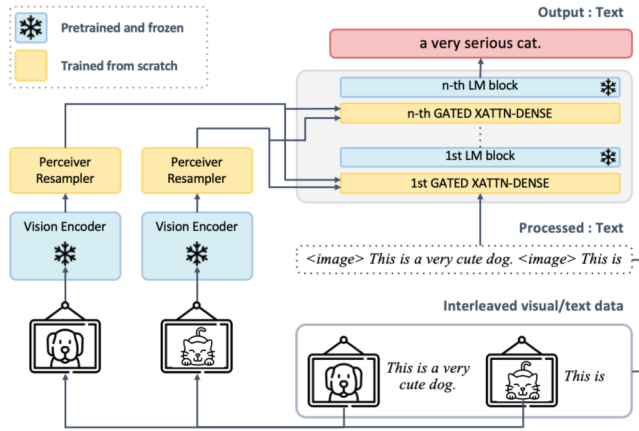 Output : Text
Pretrained and frozen
Trained from scratch
a very serious cat.
n-th LM block
n-th GATED XATTN-DENSE
1st LM block
1st GATED XATTN-DENSE
Perceiver
Resampler
Perceiver
Resampler
Vision Encoder
Vision Encoder
Processed : Text
<image> This is a very cute dog. <image> This is
Interleaved visual/text data
This is a very
cute dog.
This is